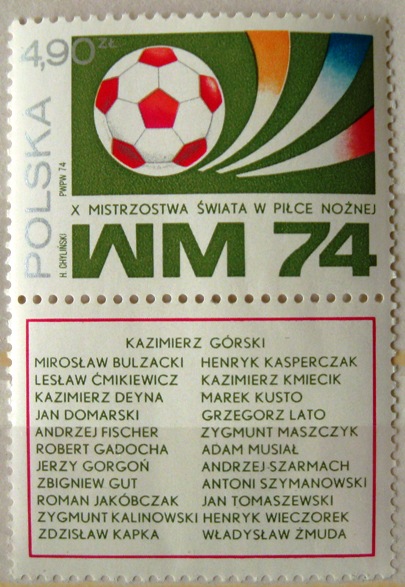 4,90 ZŁ
POLSKA
H. CHYLIŃSKI PWPW 74
X MISTRZOSTWA ŚWIATA W PIŁCE NOŻNEJ
WM 74
KAZIMIERZ GÓRSKI
MIROSŁAW BULZACKI HENRYK KASPERCZAK
LESŁAW ĆMIKIEWICZ KAZIMIERZ KMIECIK
KAZIMIERZ DEYNA MAREK KUSTO
JAN DOMARSKI GRZEGORZ LATO
ANDRZEJ FISCHER ZYGMUNT MASZCZYK
ROBERT GADOCHA ADAM MUSIAŁ
JERZY GORGOŃ ANDRZEJ SZARMACH
ZBIGNIEW GUT ANTONI SZYMANOWSKI
ROMAN JAKÓBCZAK JAN TOMASZEWSKI
ZYGMUNT KALINOWSKI HENRYK WIECZOREK
ZDZISŁAW KAPKA WŁADYSŁAW ŻMUDA